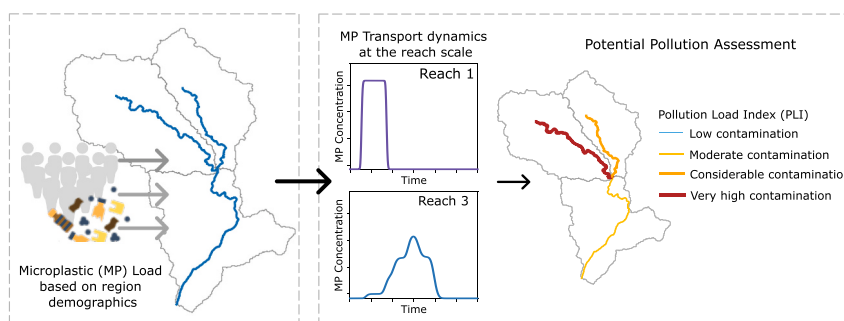 Microplastic (MP) Load
based on region
demographics
MP Transport dynamics
at the reach scale
Reach 1
MP Concentration
Time
Reach 3
MP Concentration
Time
Potential Pollution Assessment
Pollution Load Index (PLI)
Low contamination
Moderate contamination
Considerable contaminatio
Very high contamination